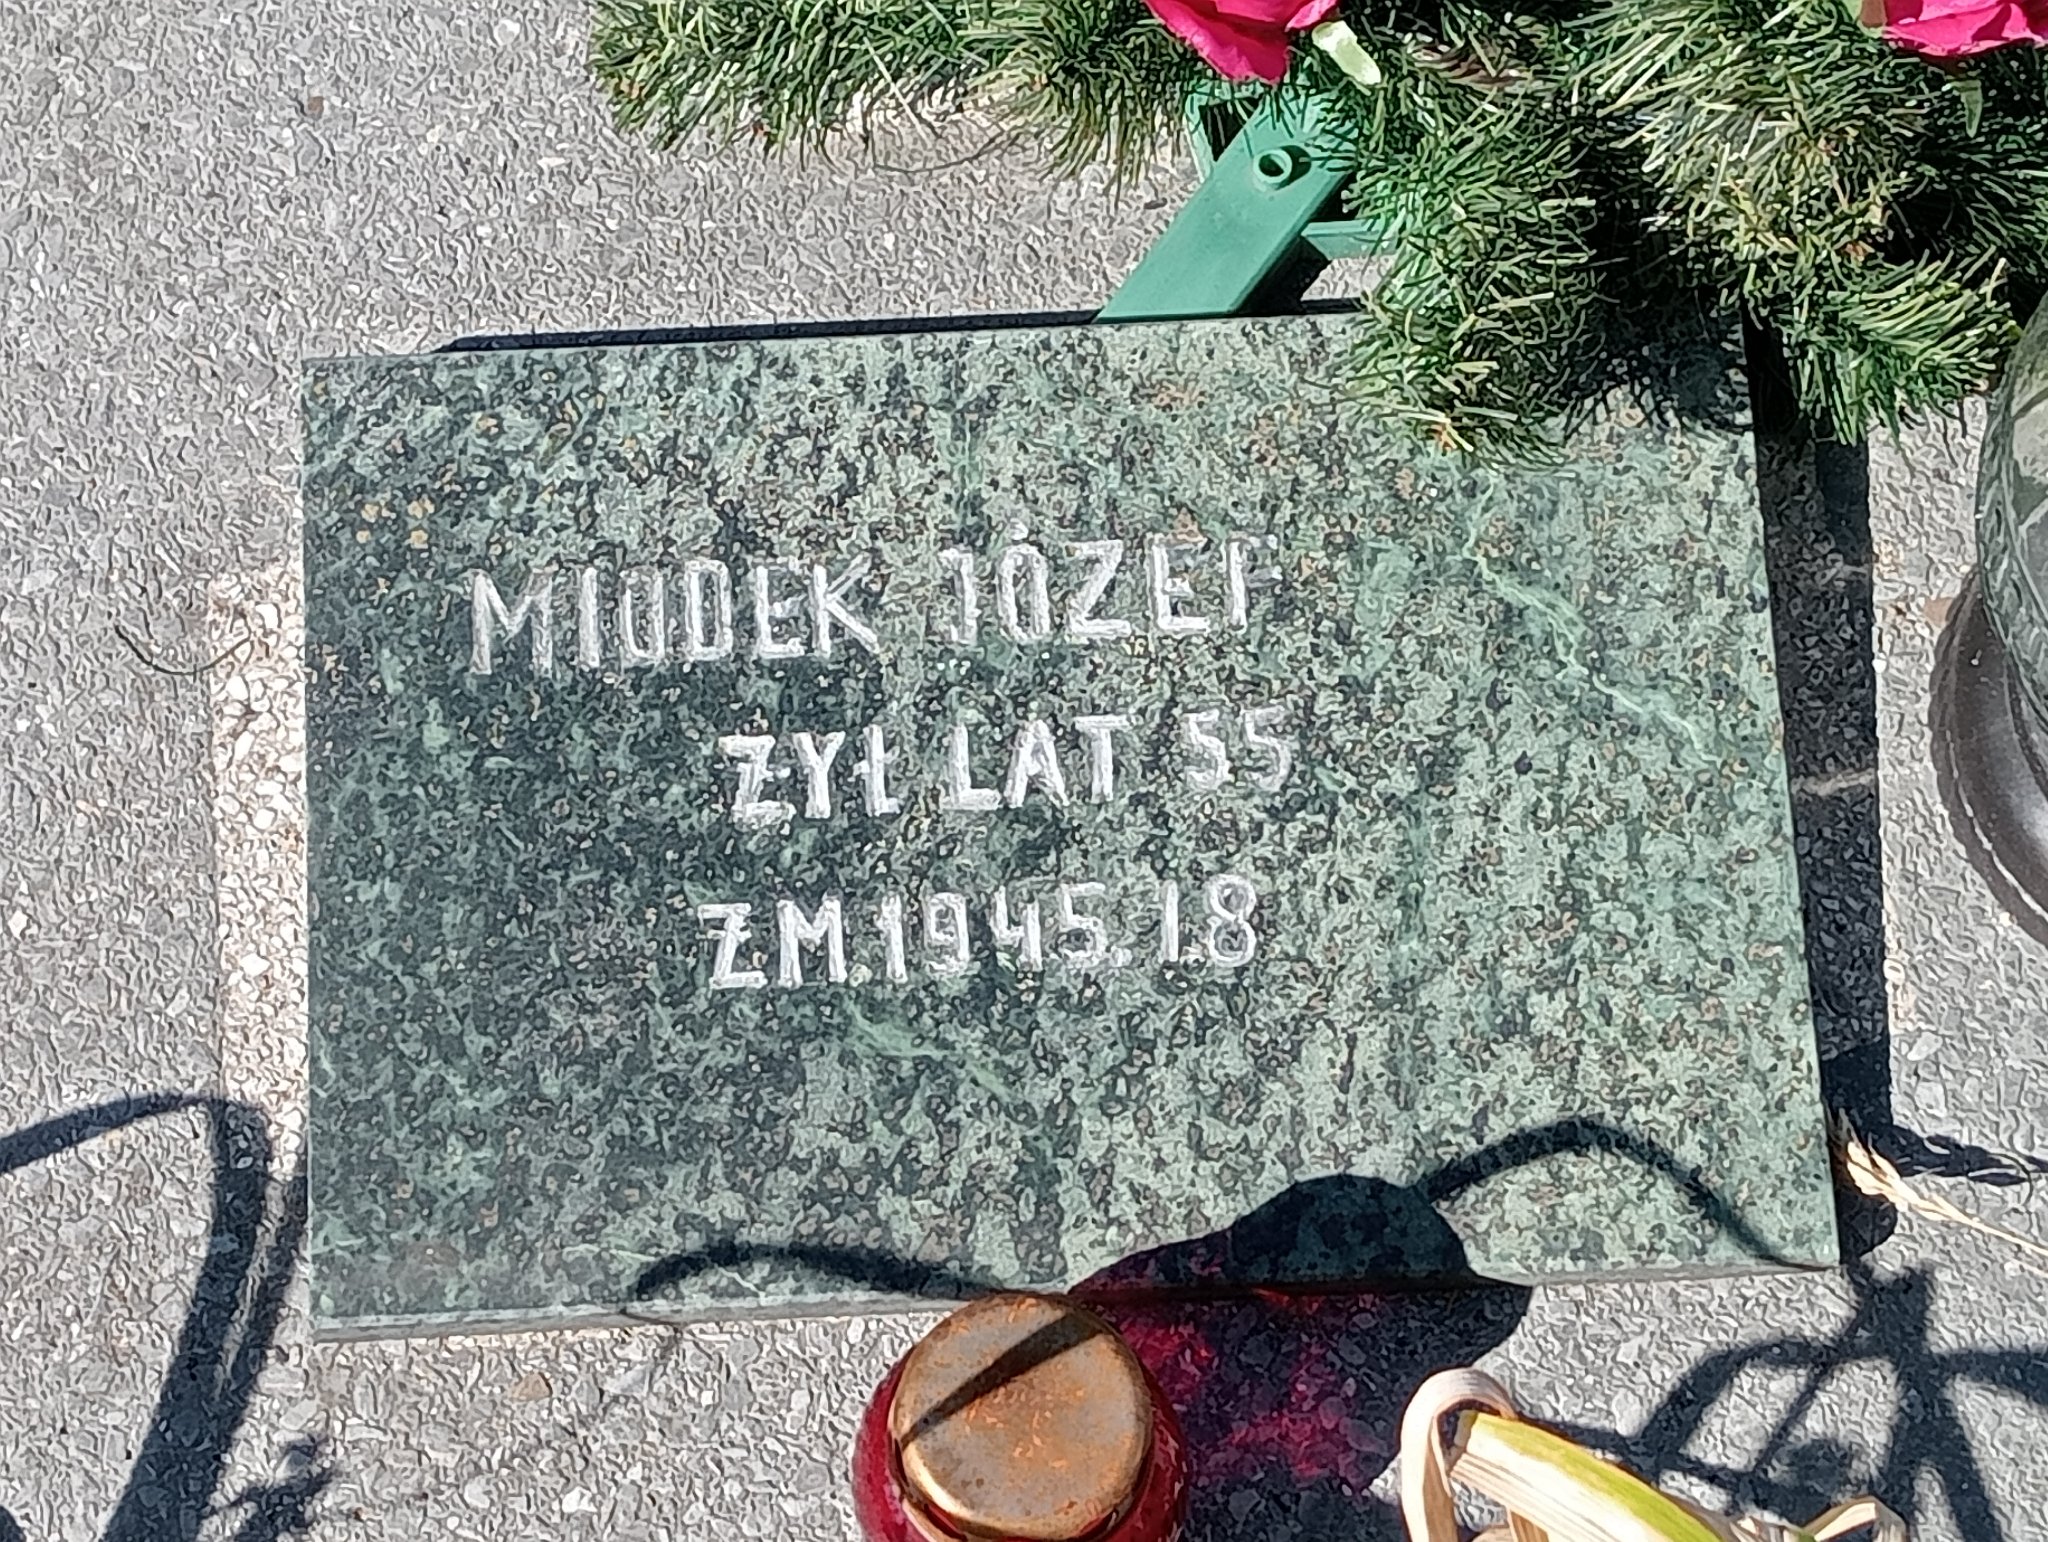 MIODEK JÓZEF
ŻYŁ LAT 55
ZM.1945.1.8